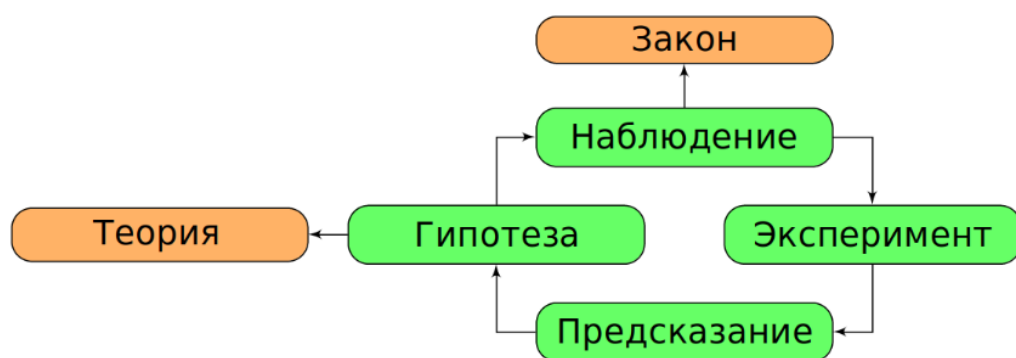 Закон
Наблюдение
Теория
Гипотеза
Эксперимент
Предсказание